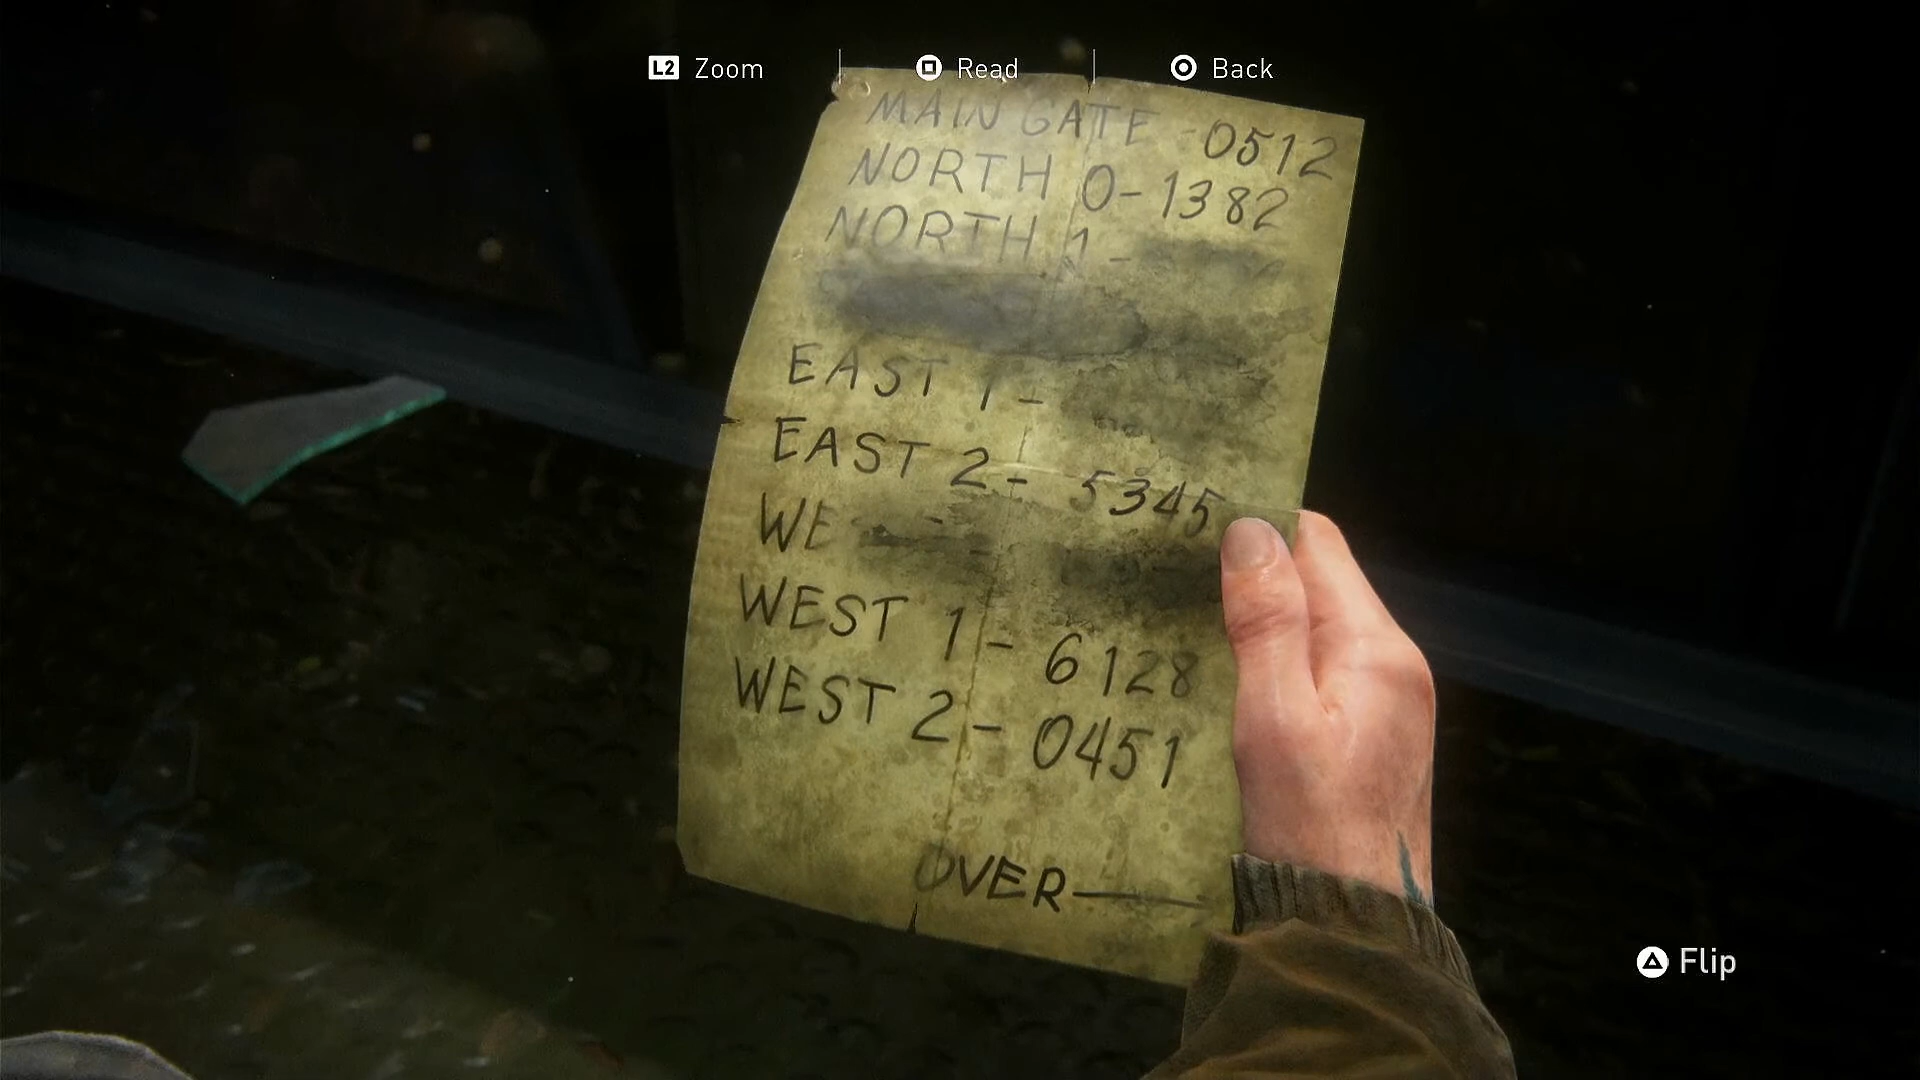 L2 Zoom
Read
Back
MAIN GATE - 0512
NORTH 0 - 1382
NORTH 1 -
EAST 1 -
EAST 2 - 5345
WE
WEST 1 - 6128
WEST 2 - 0451
OVER
Flip